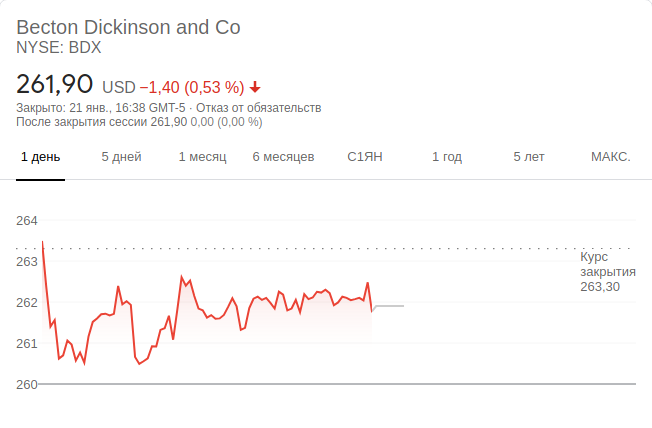 Becton Dickinson and Co
NYSE: BDX
261,90 USD −1,40 (0,53 %)
Закрыто: 21 янв., 16:38 GMT-5 · Отказ от обязательств
После закрытия сессии 261,90 0,00 (0,00 %)
1 день 5 дней 1 месяц 6 месяцев С1ЯН 1 год 5 лет МАКС.
264
263
262
261
260
Курс
закрытия
263,30